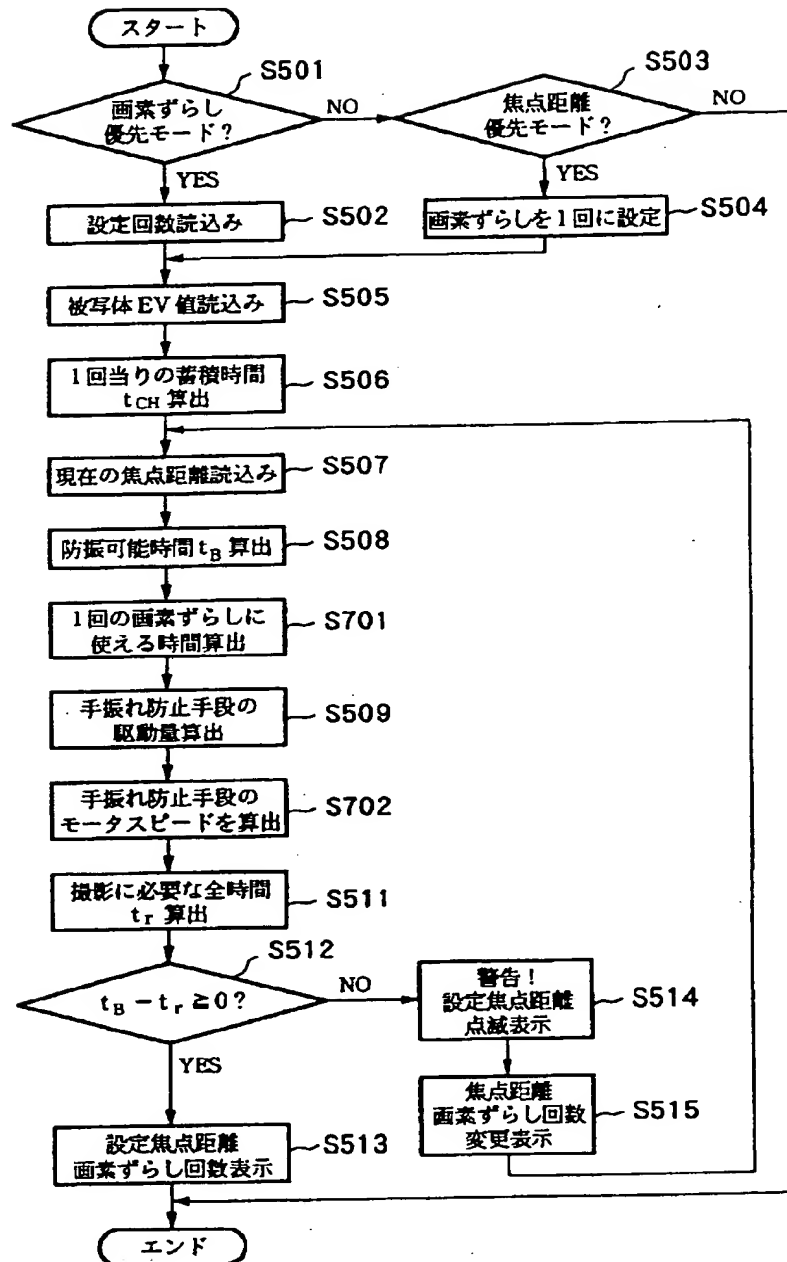 スタート
S501
画素ずらし
優先モード?
NO
YES
S503
焦点距離
優先モード?
NO
YES
設定回数読込み
S502
画素ずらしを1回に設定
S504
被写体EV値読込み
S505
1回当りの蓄積時間
tCH 算出
S506
現在の焦点距離読込み
S507
防振可能時間tB 算出
S508
1回の画素ずらしに
使える時間算出
S701
手振れ防止手段の
駆動量算出
S509
手振れ防止手段の
モータスピードを算出
S702
撮影に必要な全時間
tr 算出
S511
S512
tB-tr≧0?
NO
YES
警告!
設定焦点距離
点滅表示
S514
焦点距離
画素ずらし回数
変更表示
S515
設定焦点距離
画素ずらし回数表示
S513
エンド